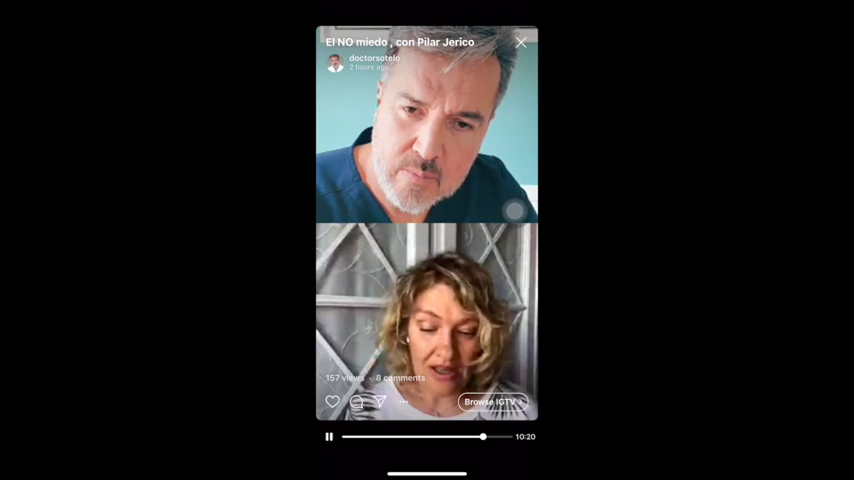 El NO miedo , con Pilar Jerico
doctorsotelo
2 hours ago
157 views · 8 comments
Browse IGTV >
10:20